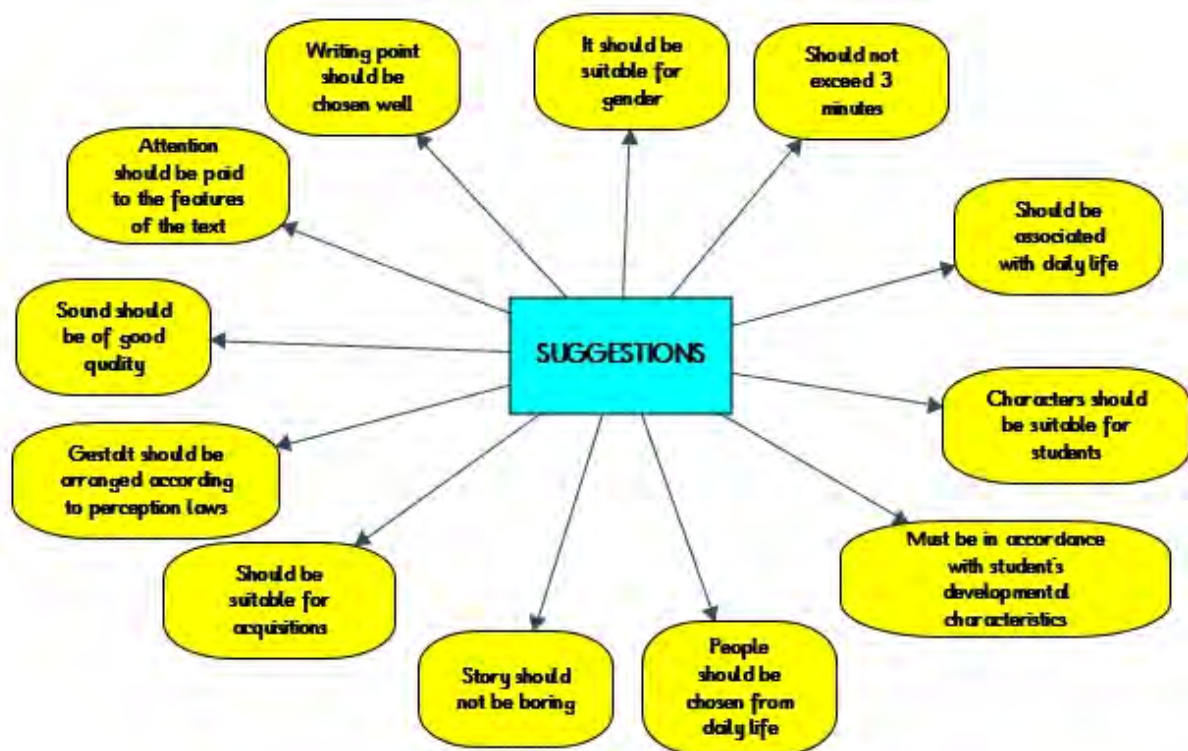 Writing point
should be
chosen well
It should be
suitable for
gender
Should not
exceed 3
minutes
Attention
should be paid
to the features
of the text
Should be
associated
with daily life
Sound should
be of good
quality
SUGGESTIONS
Characters should
be suitable for
students
Gestalt should be
arranged according
to perception laws
Must be in accordance
with student's
developmental
characteristics
Should be
suitable for
acquisitions
Story should
not be boring
People
should be
chosen from
daily life